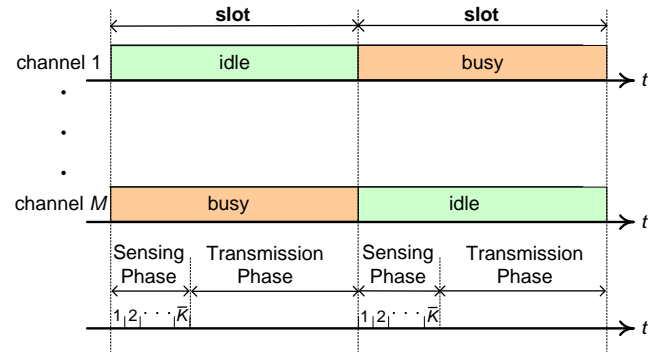 slot slot
channel 1 idle busy t
channel M busy idle t
Sensing Phase Transmission Phase Sensing Phase Transmission Phase
1 2 · · · K̅ 1 2 · · · K̅ t